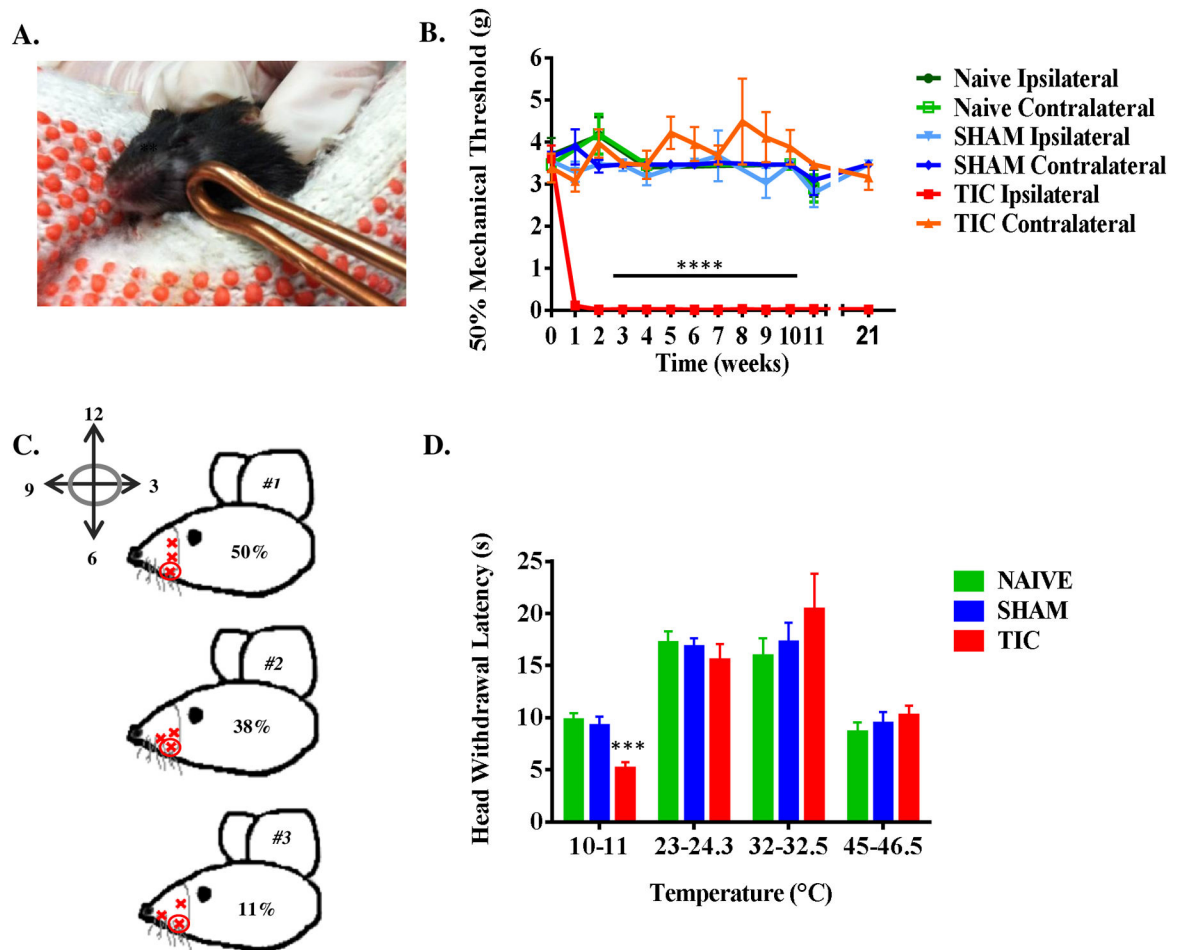 A.
B.
50% Mechanical Threshold (g)
6
5
4
3
2
1
0
****
0 1 2 3 4 5 6 7 8 9 10 11 21
Time (weeks)
Naive Ipsilateral
Naive Contralateral
SHAM Ipsilateral
SHAM Contralateral
TIC Ipsilateral
TIC Contralateral
C.
12
9 3
6
#1
50%
#2
38%
#3
11%
D.
Head Withdrawal Latency (s)
25
20
15
10
5
0
***
10-11 23-24.3 32-32.5 45-46.5
Temperature (°C)
NAIVE
SHAM
TIC